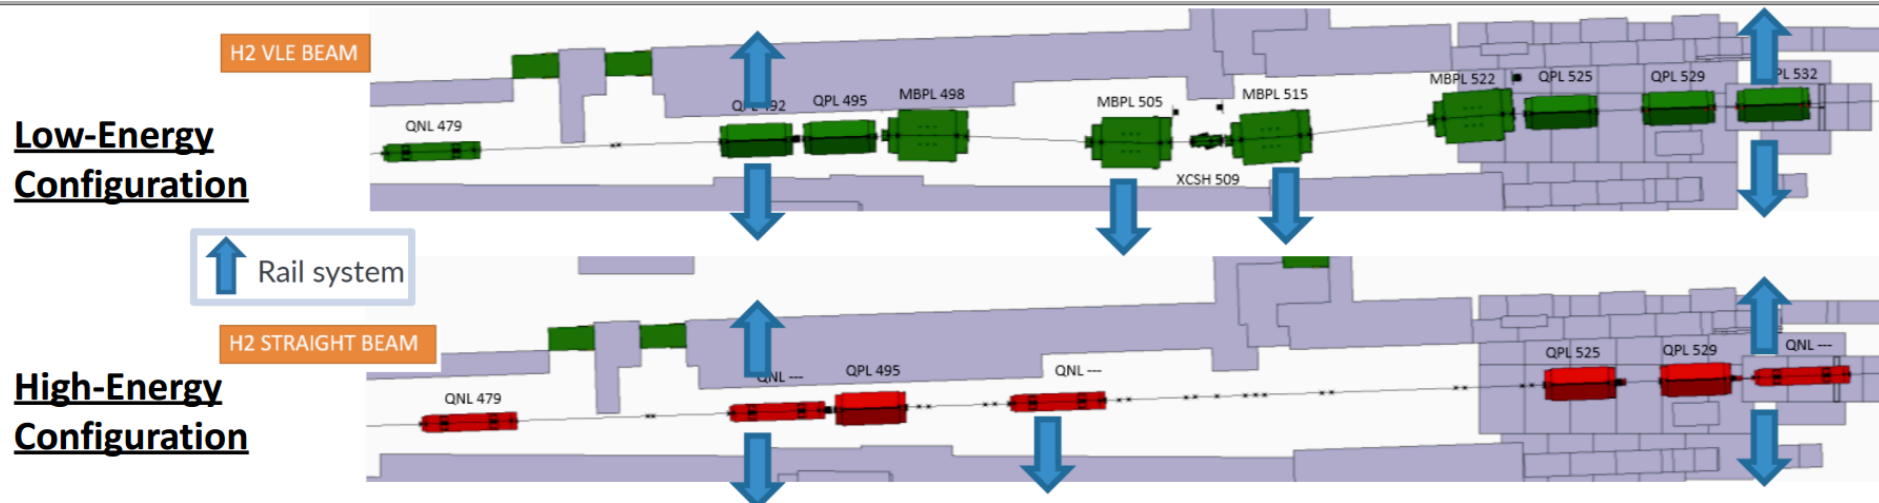 H2 VLE BEAM
Low-Energy
Configuration
QNL 479
QPL 492
QPL 495
MBPL 498
MBPL 505
XCSH 509
MBPL 515
MBPL 522
QPL 525
QPL 529
PL 532
Rail system
H2 STRAIGHT BEAM
High-Energy
Configuration
QNL 479
QNL ---
QPL 495
QNL ---
QPL 525
QPL 529
QNL ---